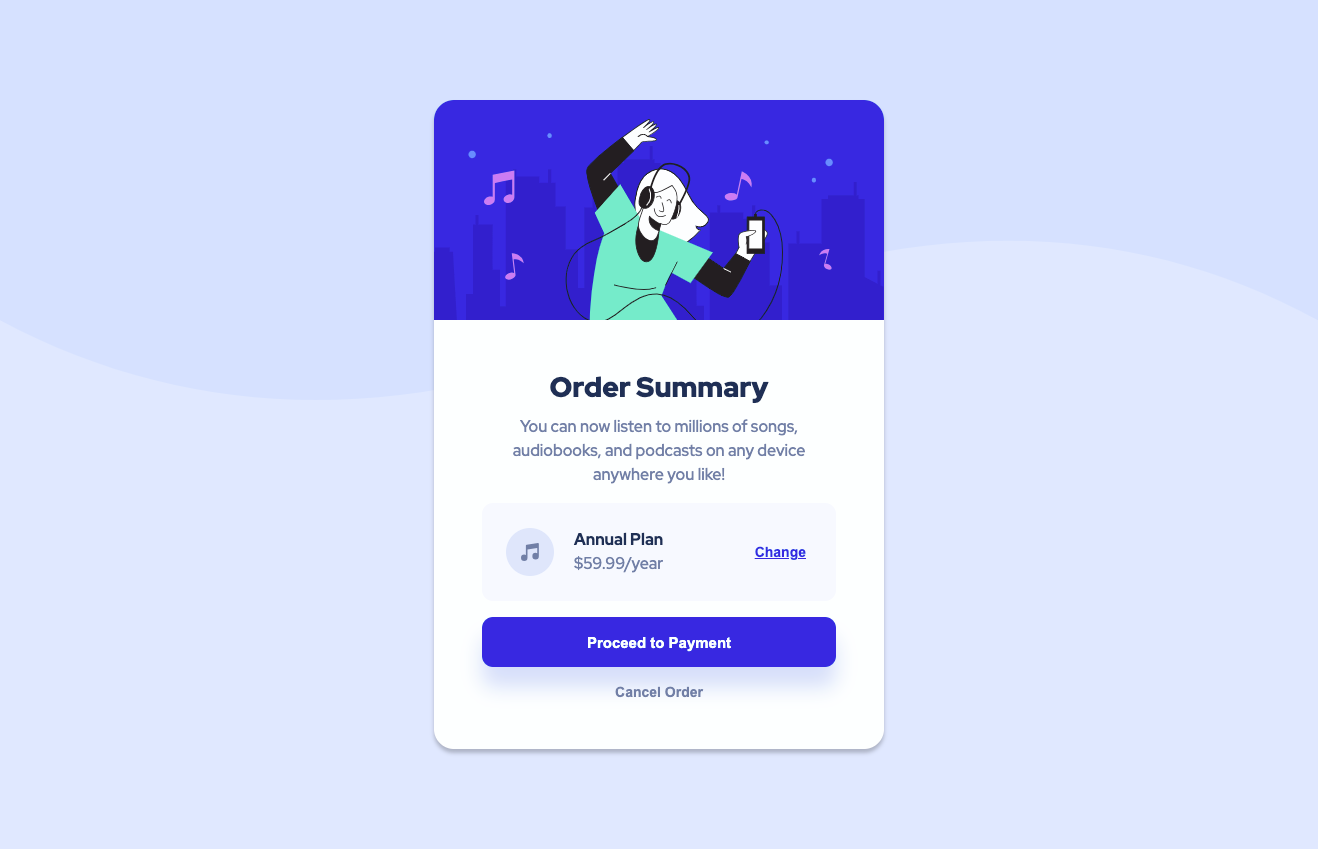 Order Summary
You can now listen to millions of songs,
audiobooks, and podcasts on any device
anywhere you like!
Annual Plan
$59.99/year
Change
Proceed to Payment
Cancel Order